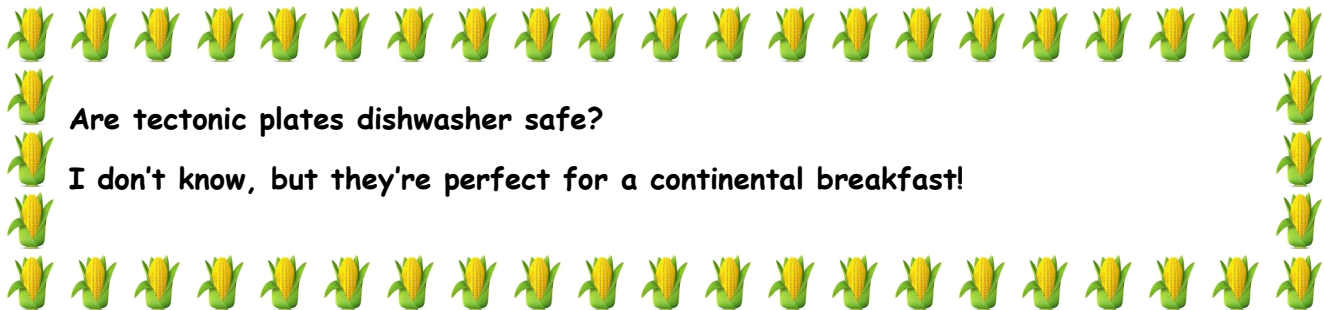 Are tectonic plates dishwasher safe?
I don't know, but they're perfect for a continental breakfast!